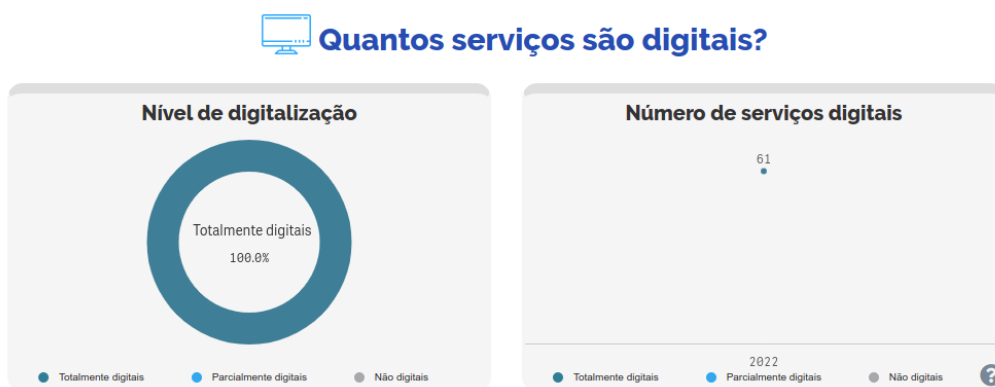 Quantos serviços são digitais?
Nível de digitalização
Totalmente digitais
100.0%
Totalmente digitais
Parcialmente digitais
Não digitais
Número de serviços digitais
61
2022
Totalmente digitais
Parcialmente digitais
Não digitais
?